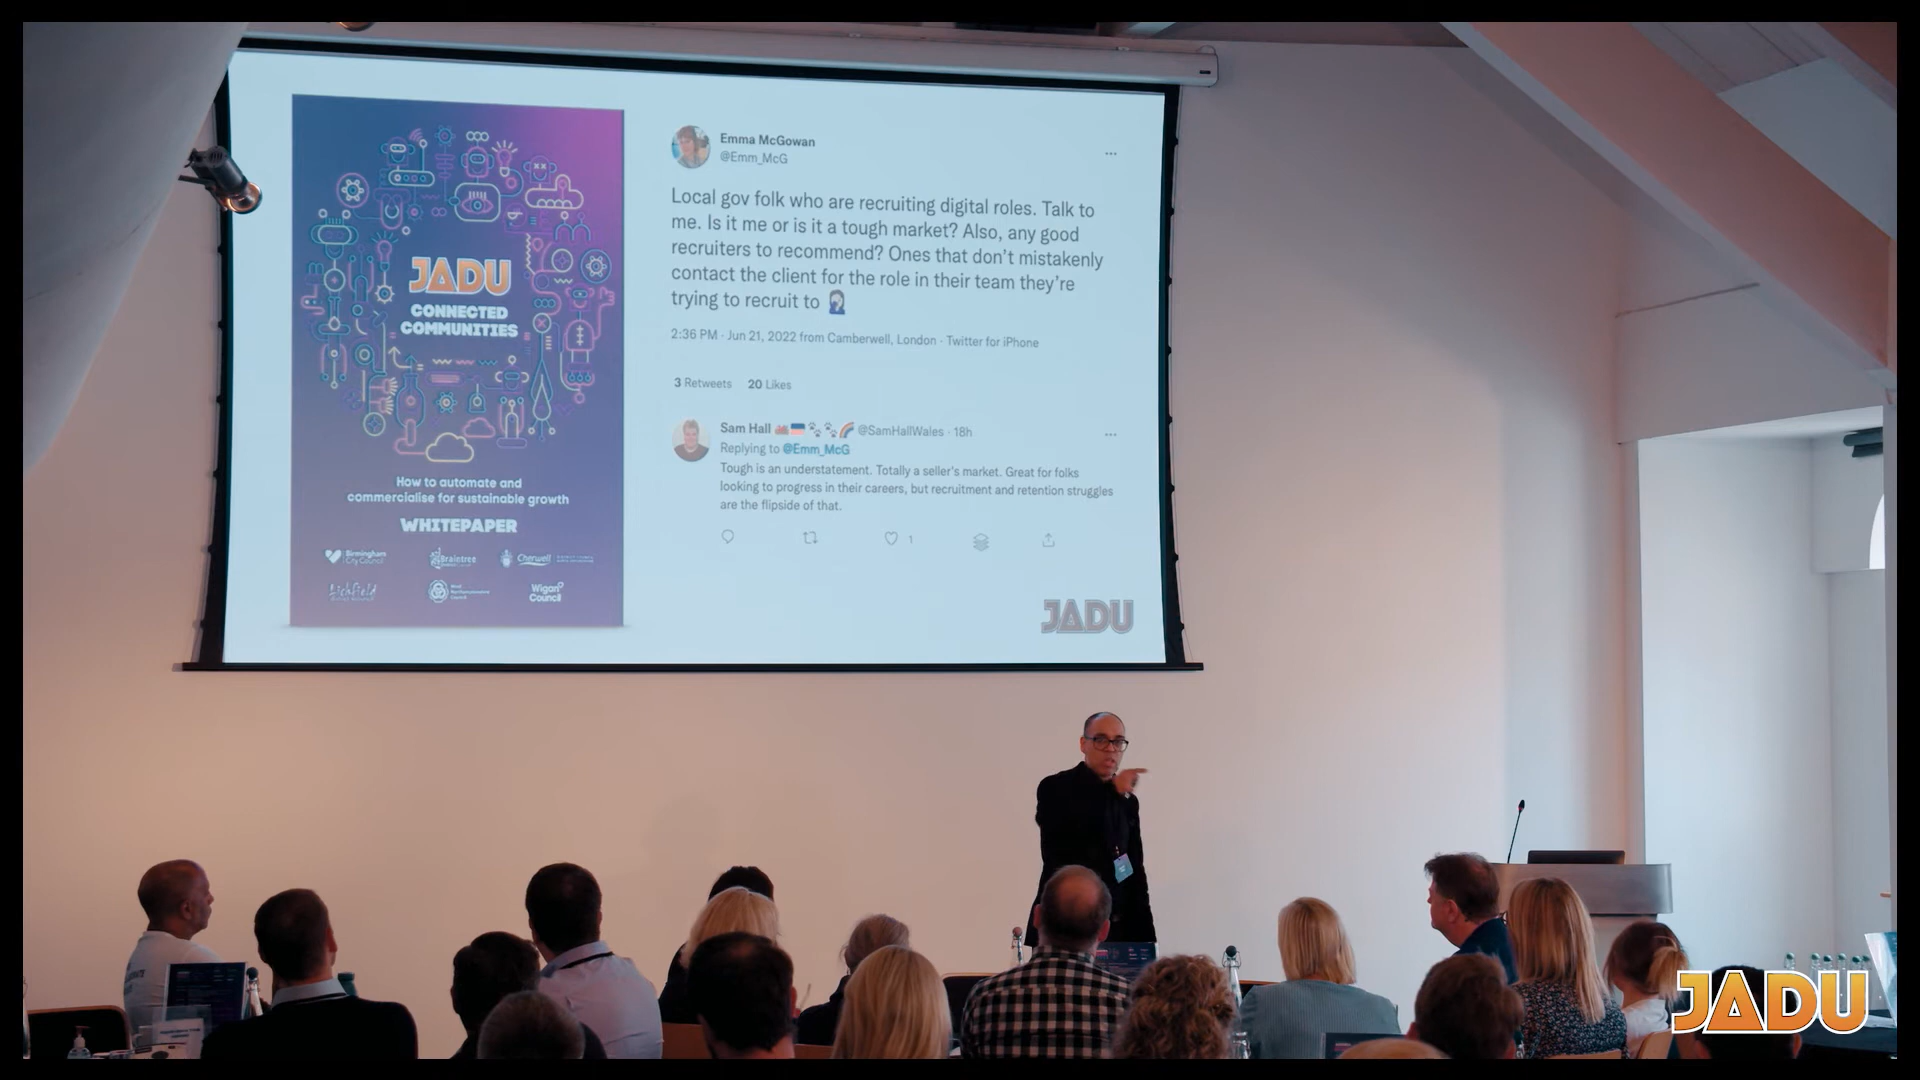 JADU
CONNECTED
COMMUNITIES
How to automate and
commercialise for sustainable growth
WHITEPAPER
Birmingham
City Council
Braintree
Cherwell
Lichfield
Wigan
Council
Emma McGowan
@Emm_McG
Local gov folk who are recruiting digital roles. Talk to
me. Is it me or is it a tough market? Also, any good
recruiters to recommend? Ones that don't mistakenly
contact the client for the role in their team they're
trying to recruit to 🤦
2:36 PM · Jun 21, 2022 from Camberwell, London · Twitter for iPhone
3 Retweets 20 Likes
Sam Hall @SamHallWales · 18h
Replying to @Emm_McG
Tough is an understatement. Totally a seller's market. Great for folks
looking to progress in their careers, but recruitment and retention struggles
are the flipside of that.
1
JADU
JADU